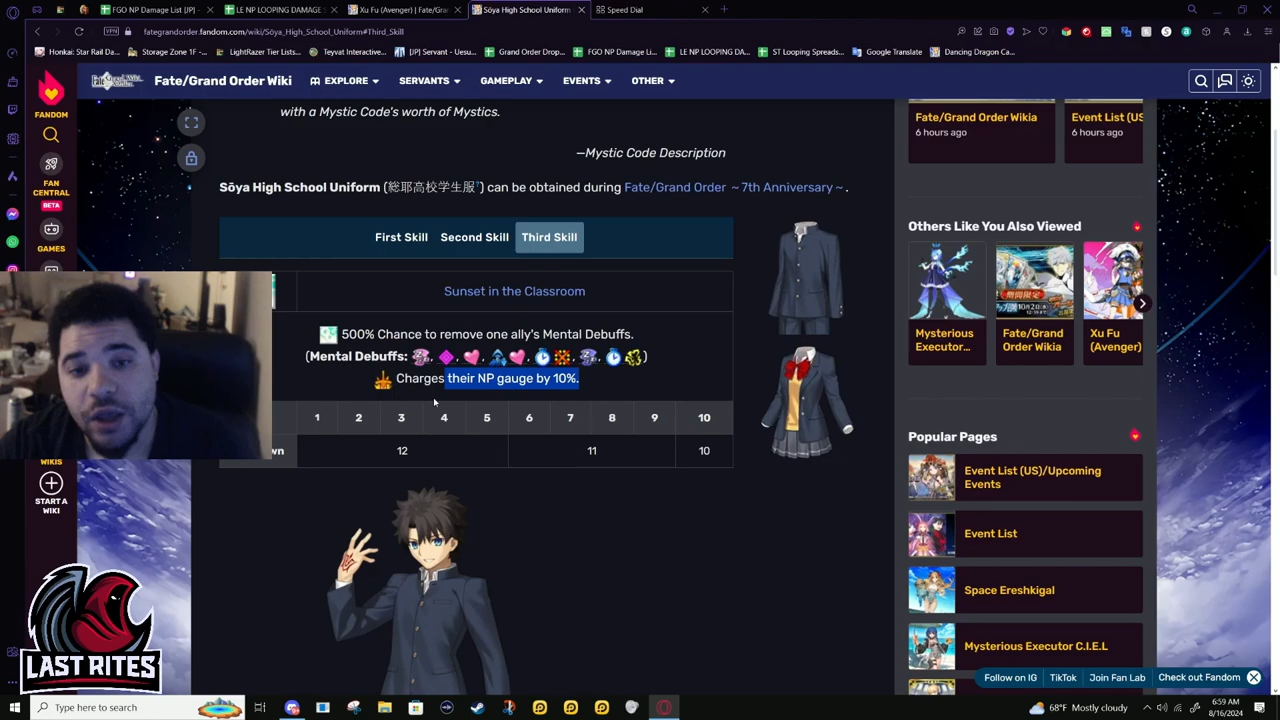 FGO NP Damage List [JP] -
LE NP LOOPING DAMAGE
Xu Fu (Avenger) | Fate/Gra
Sōya High School Uniform
Speed Dial
VPN
fategrandorder.fandom.com/wiki/Sōya_High_School_Uniform#Third_Skill
Honkai: Star Rail Da...
Storage Zone 1F -...
LightRazer Tier Lists...
Teyvat Interactive...
[JP] Servant - Uesu...
Grand Order Drop...
FGO NP Damage Li...
LE NP LOOPING DA...
ST Looping Spreads...
Google Translate
Dancing Dragon Ca...
FANDOM
FAN
CENTRAL
BETA
GAMES
WIKIS
START A
WIKI
Fate/Grand Order Wiki
EXPLORE
SERVANTS
GAMEPLAY
EVENTS
OTHER
with a Mystic Code's worth of Mystics.
—Mystic Code Description
Sōya High School Uniform (総耶高校学生服?) can be obtained during Fate/Grand Order ～7th Anniversary～.
First Skill
Second Skill
Third Skill
Sunset in the Classroom
500% Chance to remove one ally's Mental Debuffs.
(Mental Debuffs: , , , , , , )
Charges their NP gauge by 10%.
1 2 3 4 5 6 7 8 9 10
12 11 10
Fate/Grand Order Wikia
6 hours ago
Event List (US
6 hours ago
Others Like You Also Viewed
Mysterious
Executor...
Fate/Grand
Order Wikia
Xu Fu
(Avenger)
Popular Pages
Event List (US)/Upcoming
Events
Event List
Space Ereshkigal
Mysterious Executor C.I.E.L
Follow on IG
TikTok
Join Fan Lab
Check out Fandom
LAST RITES
Type here to search
68°F Mostly cloudy
6:59 AM
8/16/2024